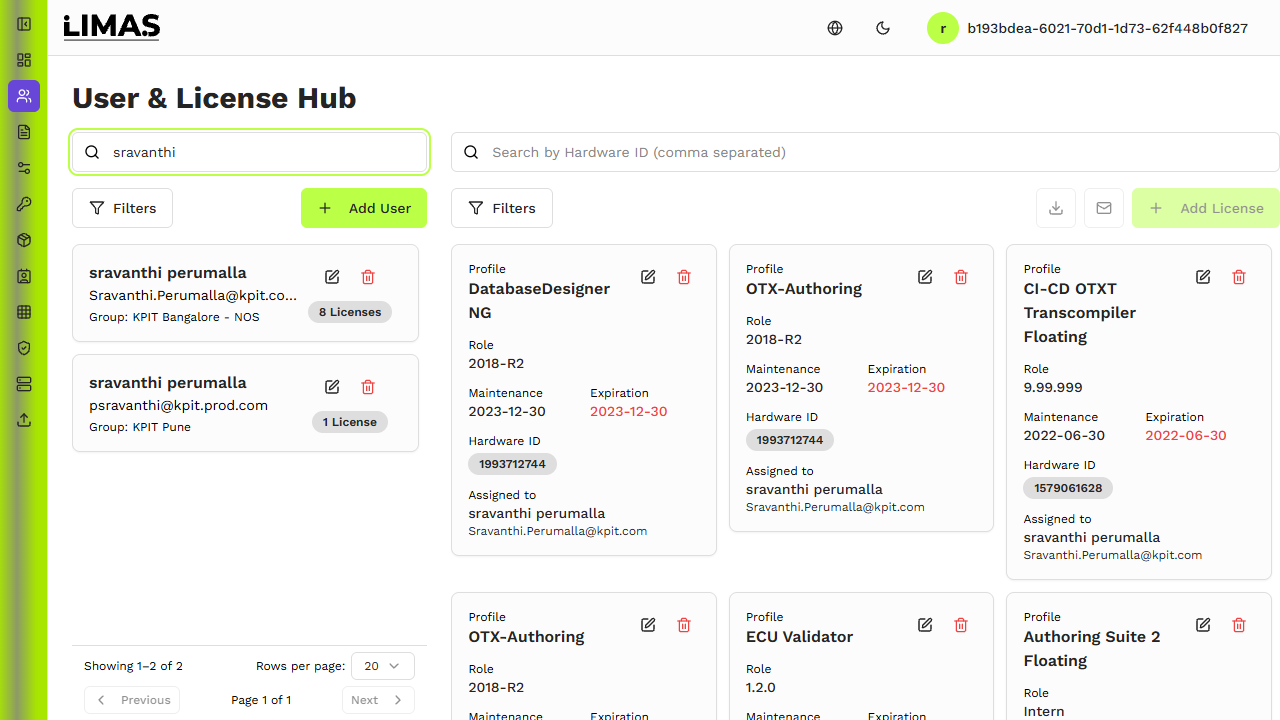 LIMAS
r
b193bdea-6021-70d1-1d73-62f448b0f827
User & License Hub
sravanthi
Search by Hardware ID (comma separated)
Filters
Add User
Filters
Add License
sravanthi perumalla
Sravanthi.Perumalla@kpit.co...
Group: KPIT Bangalore - NOS
8 Licenses
sravanthi perumalla
psravanthi@kpit.prod.com
Group: KPIT Pune
1 License
Showing 1–2 of 2
Rows per page:
20
Previous
Page 1 of 1
Next
Profile
DatabaseDesigner
NG
Role
2018-R2
Maintenance
Expiration
2023-12-30
2023-12-30
Hardware ID
1993712744
Assigned to
sravanthi perumalla
Sravanthi.Perumalla@kpit.com
Profile
OTX-Authoring
Role
2018-R2
Maintenance
Expiration
2023-12-30
2023-12-30
Hardware ID
1993712744
Assigned to
sravanthi perumalla
Sravanthi.Perumalla@kpit.com
Profile
CI-CD OTXT
Transcompiler
Floating
Role
9.99.999
Maintenance
Expiration
2022-06-30
2022-06-30
Hardware ID
1579061628
Assigned to
sravanthi perumalla
Sravanthi.Perumalla@kpit.com
Profile
OTX-Authoring
Role
2018-R2
Maintenance
Expiration
Profile
ECU Validator
Role
1.2.0
Maintenance
Expiration
Profile
Authoring Suite 2
Floating
Role
Intern